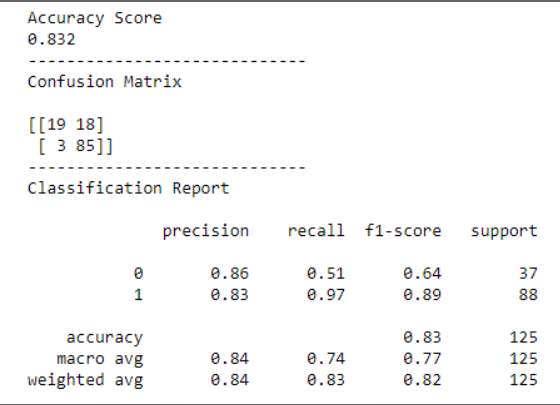 Accuracy Score
0.832
-----------------------------
Confusion Matrix
[[19 18]
[ 3 85]]
-----------------------------
Classification Report
precision recall f1-score support
0 0.86 0.51 0.64 37
1 0.83 0.97 0.89 88
accuracy 0.83 125
macro avg 0.84 0.74 0.77 125
weighted avg 0.84 0.83 0.82 125